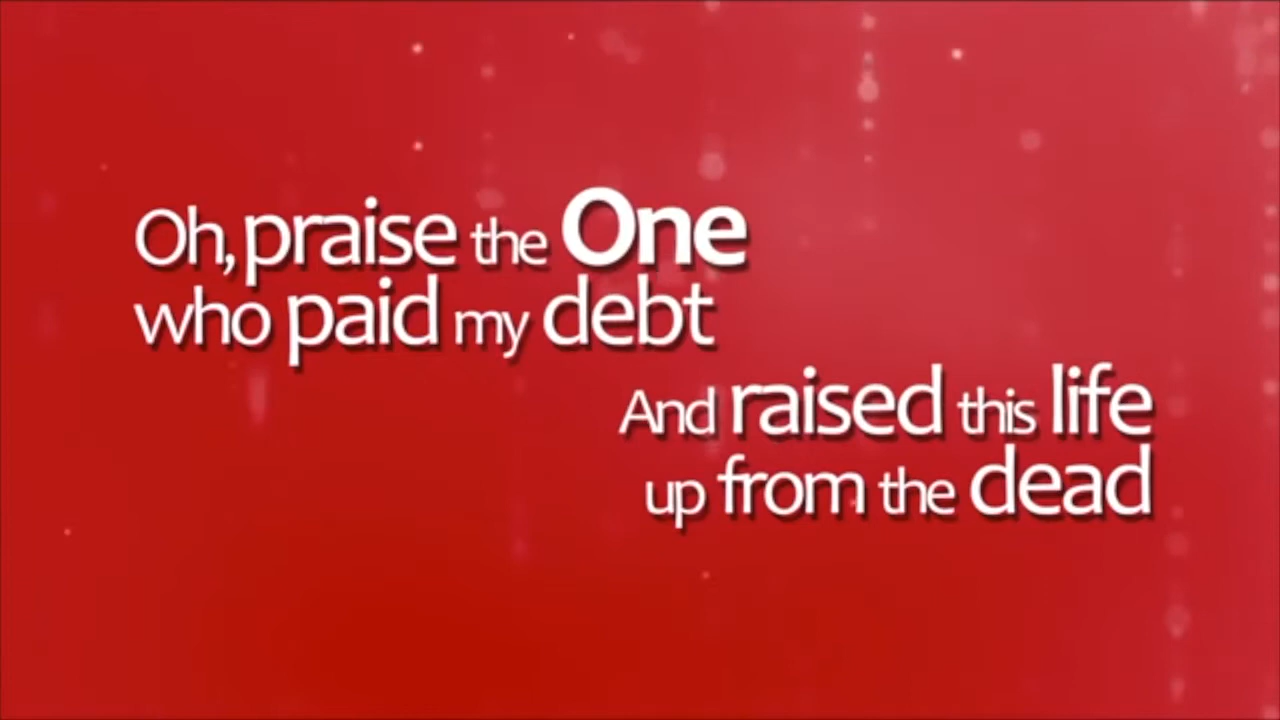 Oh, praise the One
who paid my debt
And raised this life
up from the dead